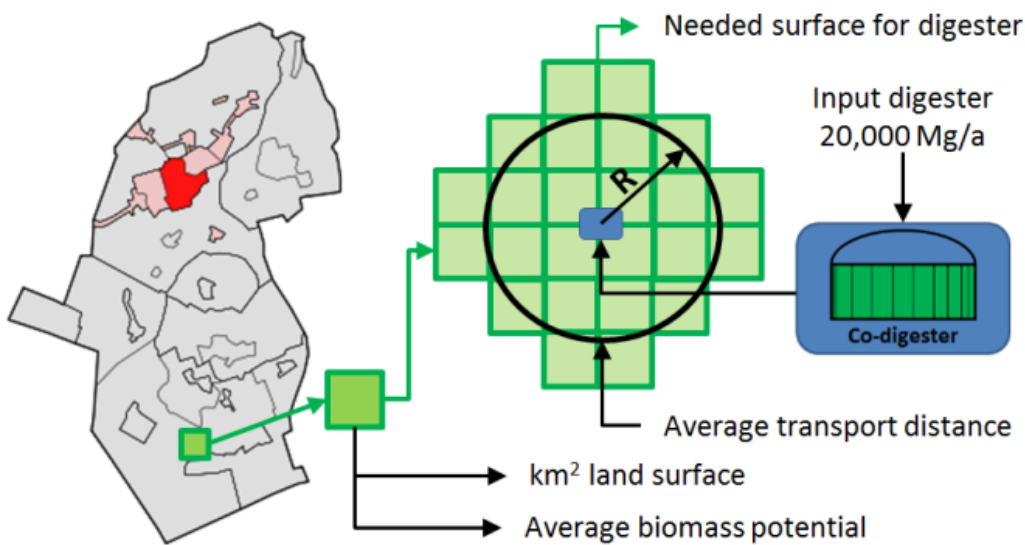 Needed surface for digester
Input digester
20,000 Mg/a
R
Co-digester
Average transport distance
km² land surface
Average biomass potential